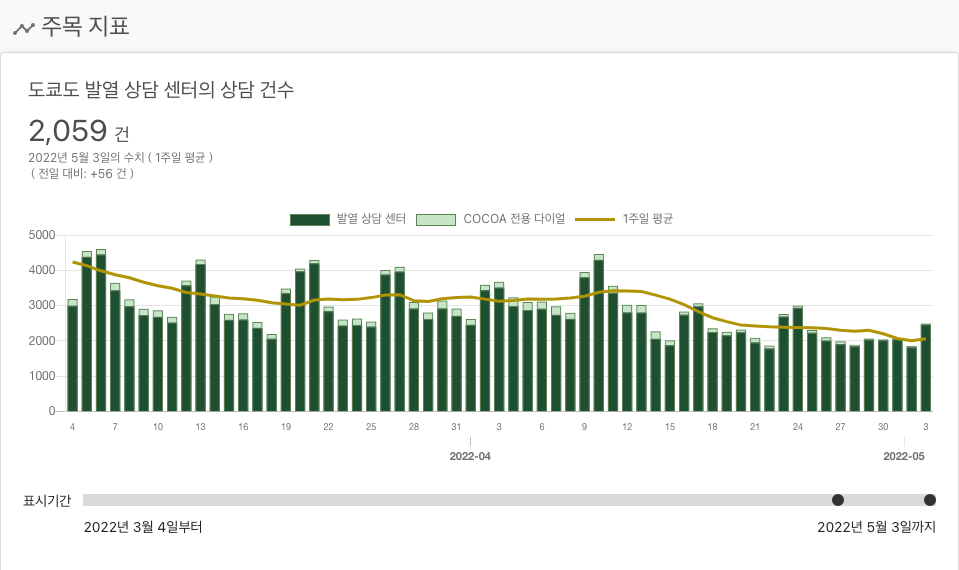 주목 지표
도쿄도 발열 상담 센터의 상담 건수
2,059 건
2022년 5월 3일의 수치 ( 1주일 평균 )
( 전일 대비: +56 건 )
발열 상담 센터 COCOA 전용 다이얼 1주일 평균
5000
4000
3000
2000
1000
0
4 7 10 13 16 19 22 25 28 31 3 6 9 12 15 18 21 24 27 30 3
2022-04 2022-05
표시기간
2022년 3월 4일부터 2022년 5월 3일까지